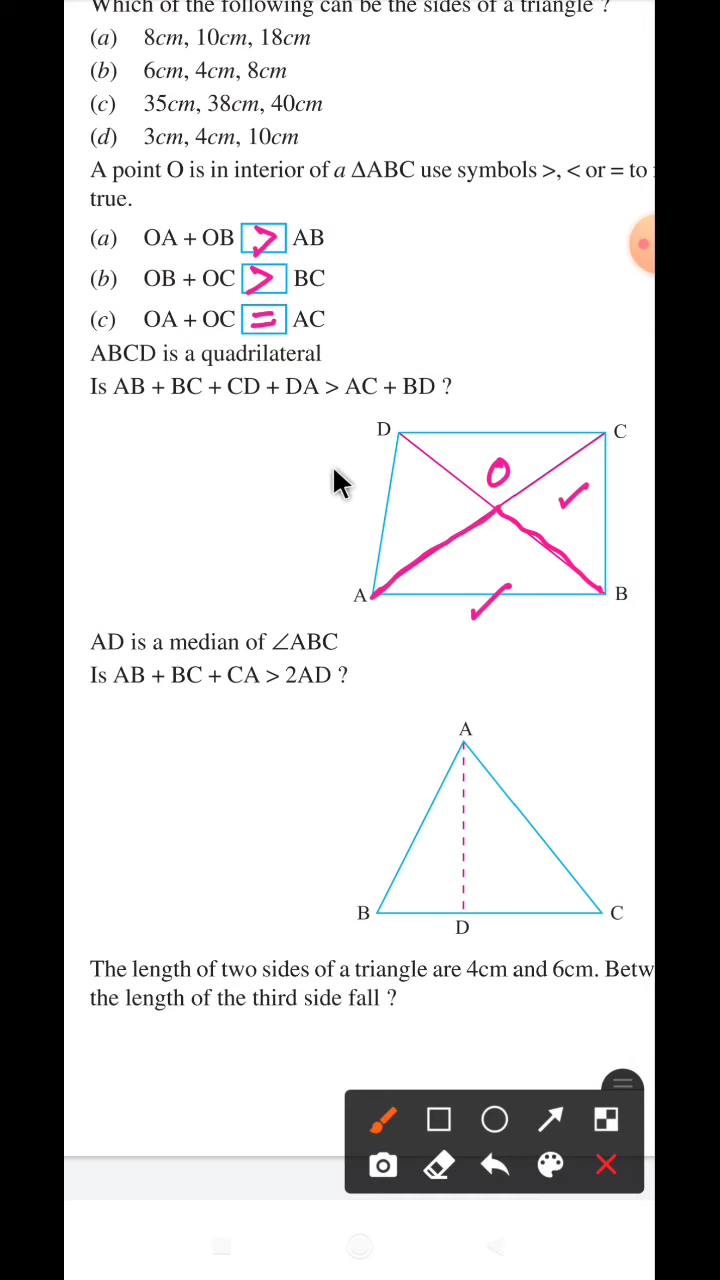 Which of the following can be the sides of a triangle ?
(a) 8cm, 10cm, 18cm
(b) 6cm, 4cm, 8cm
(c) 35cm, 38cm, 40cm
(d) 3cm, 4cm, 10cm
A point O is in interior of a ΔABC use symbols >, < or = to
true.
(a) OA + OB > AB
(b) OB + OC > BC
(c) OA + OC = AC
ABCD is a quadrilateral
Is AB + BC + CD + DA > AC + BD ?
D C
O
A B
AD is a median of ∠ABC
Is AB + BC + CA > 2AD ?
A
B C
D
The length of two sides of a triangle are 4cm and 6cm. Betw
the length of the third side fall ?